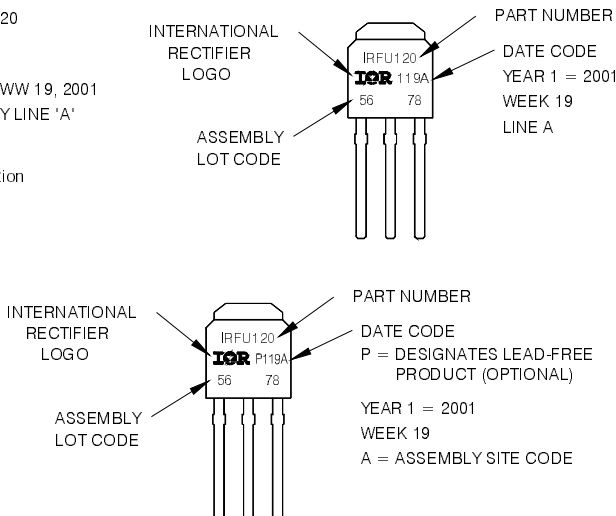 20
WW 19, 2001
Y LINE 'A'
tion
INTERNATIONAL
RECTIFIER
LOGO
IRFU120
IOR 119A
56 78
ASSEMBLY
LOT CODE
PART NUMBER
DATE CODE
YEAR 1 = 2001
WEEK 19
LINE A
INTERNATIONAL
RECTIFIER
LOGO
IRFU120
IOR P119A
56 78
ASSEMBLY
LOT CODE
PART NUMBER
DATE CODE
P = DESIGNATES LEAD-FREE
PRODUCT (OPTIONAL)
YEAR 1 = 2001
WEEK 19
A = ASSEMBLY SITE CODE